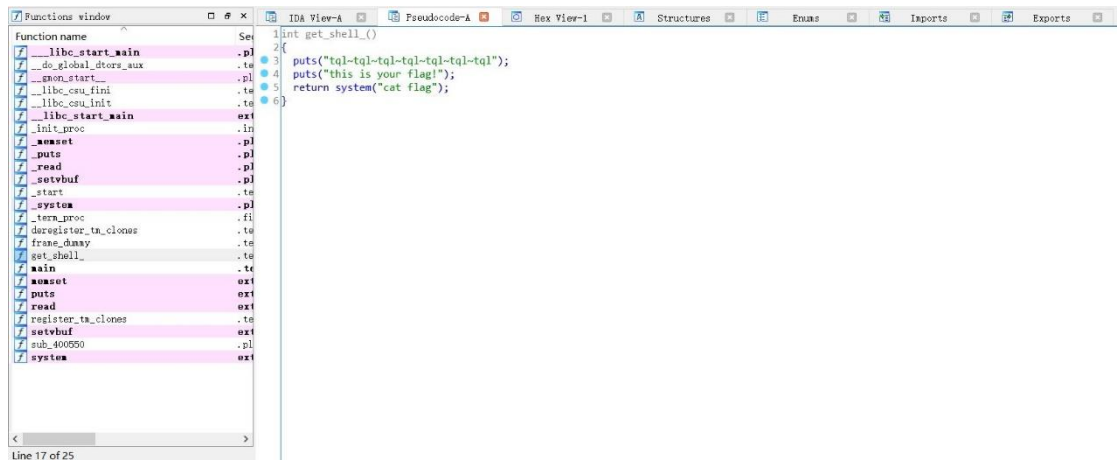 Functions window
IDA View-A
Pseudocode-A
Hex View-1
Structures
Enums
Imports
Exports
Function name
___libc_start_main .pl
__do_global_dtors_aux .te
__gmon_start__ .pl
__libc_csu_fini .te
__libc_csu_init .te
__libc_start_main ext
_init_proc .in
_memset .pl
_puts .pl
_read .pl
_setvbuf .pl
_start .te
_system .pl
_term_proc .fi
deregister_tm_clones .te
frame_dummy .te
get_shell_ .te
main .te
memset ext
puts ext
read ext
register_tm_clones .te
setvbuf ext
sub_400550 .pl
system ext
Line 17 of 25
1 int get_shell_()
2 {
3 puts("tql~tql~tql~tql~tql~tql~tql");
4 puts("this is your flag!");
5 return system("cat flag");
6 }